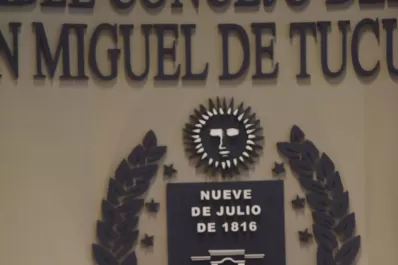 N MIGUEL DE TUCU
NUEVE
DE JULIO
DE 1816